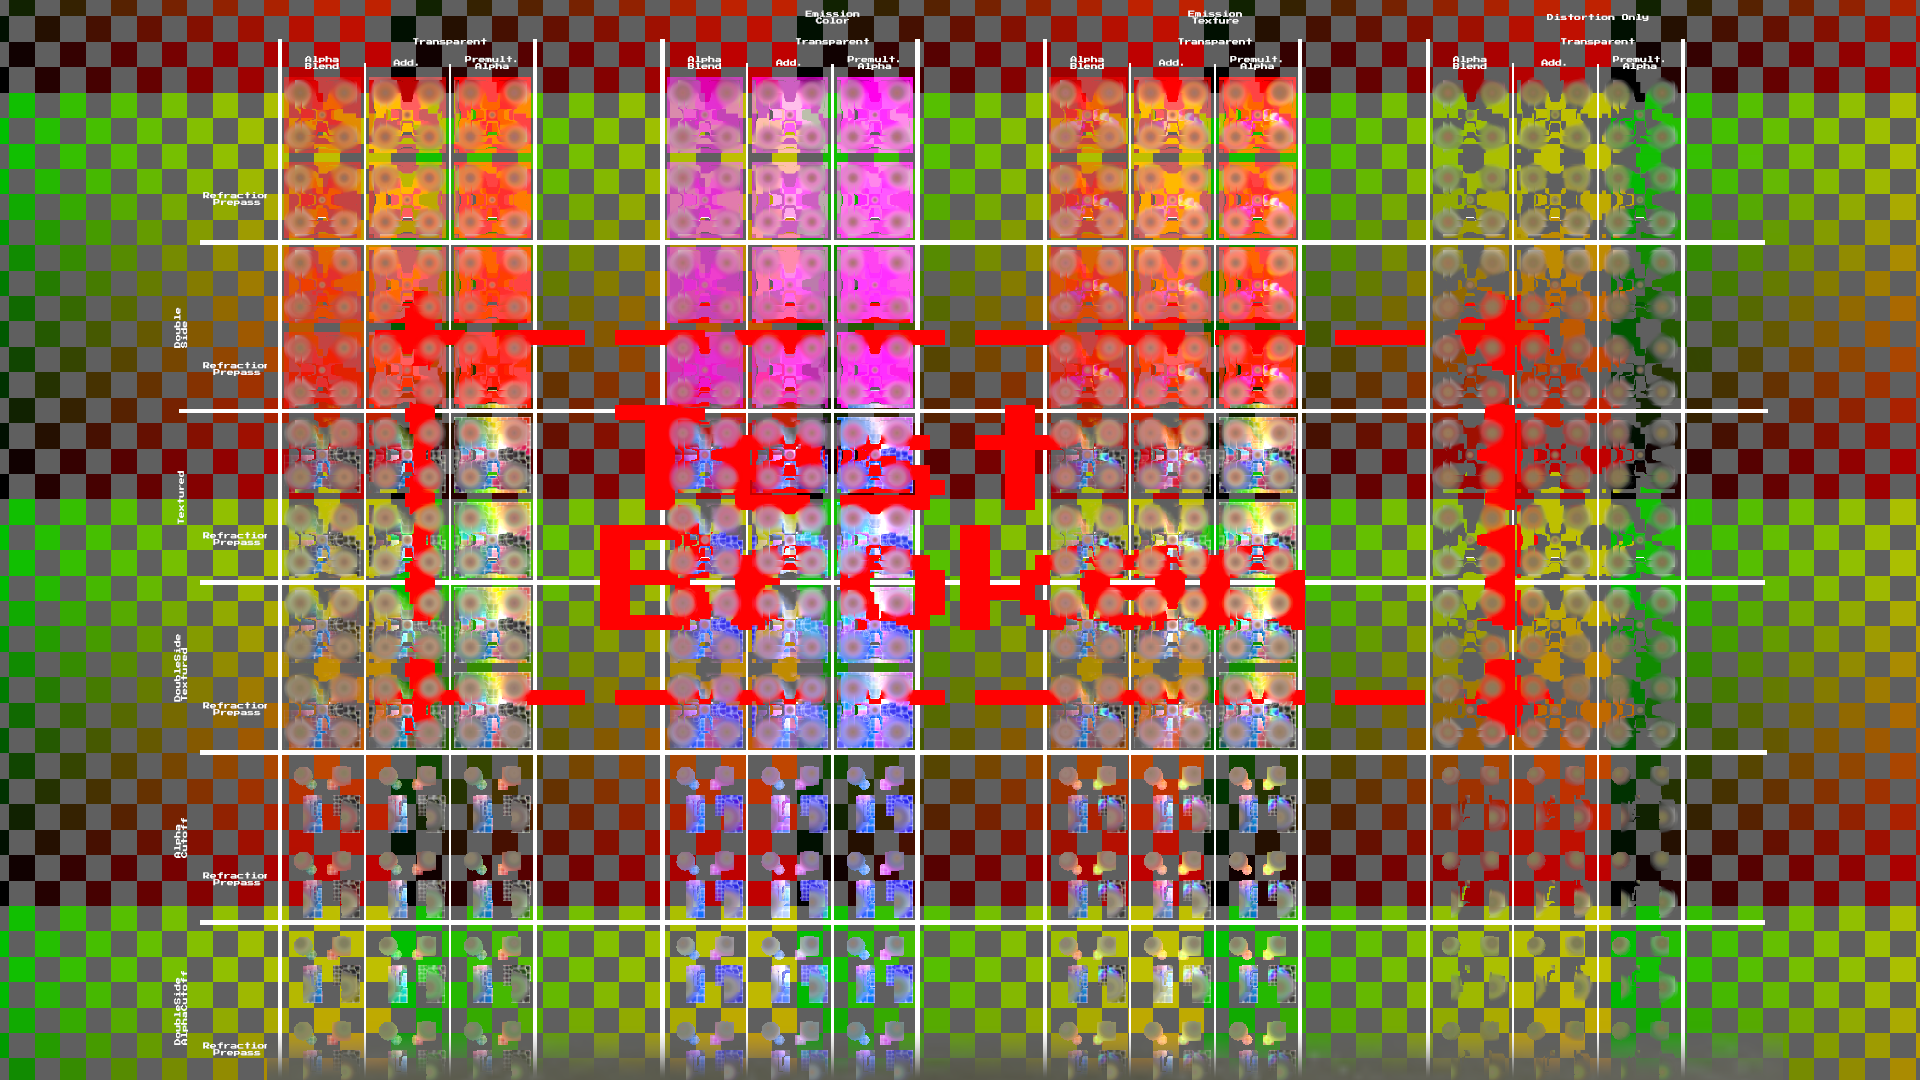 Emission
Color
Emission
Texture
Distortion Only
Transparent
Transparent
Transparent
Transparent
Alpha
Blend
Add.
Premult.
Alpha
Alpha
Blend
Add.
Premult.
Alpha
Alpha
Blend
Add.
Premult.
Alpha
Alpha
Blend
Add.
Premult.
Alpha
Refraction
Prepass
Double
Side
Refraction
Prepass
Test
Broken
Textured
Refraction
Prepass
DoubleSide
Textured
Refraction
Prepass
Alpha
Cutoff
Refraction
Prepass
DoubleSide
AlphaCutoff
Refraction
Prepass